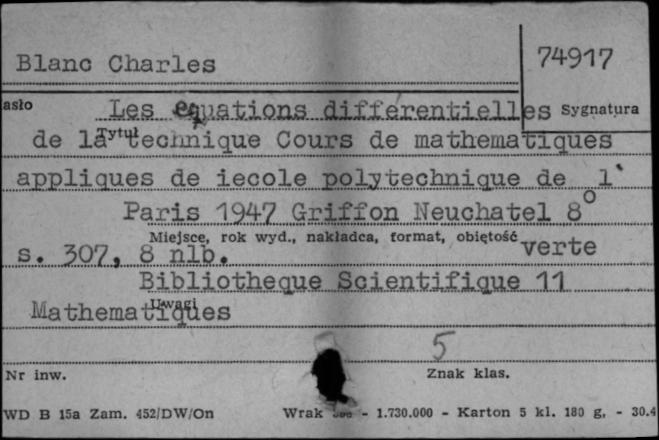 Blanc Charles
74917
asło
Les equations differentielles
Sygnatura
Tytuł
de la technique Cours de mathematiques
appliques de iecole polytechnique de l`
Paris 1947 Griffon Neuchatel 8°
Miejsce, rok wyd., nakładca, format, objętość
s. 307, 8 nlb. verte
Bibliotheque Scientifique 11
Uwagi
Mathematiques
5
Nr inw. Znak klas.
WD B 15a Zam. 452/DW/On Wrak - 1.730.000 - Karton 5 kl. 180 g, - 30.4